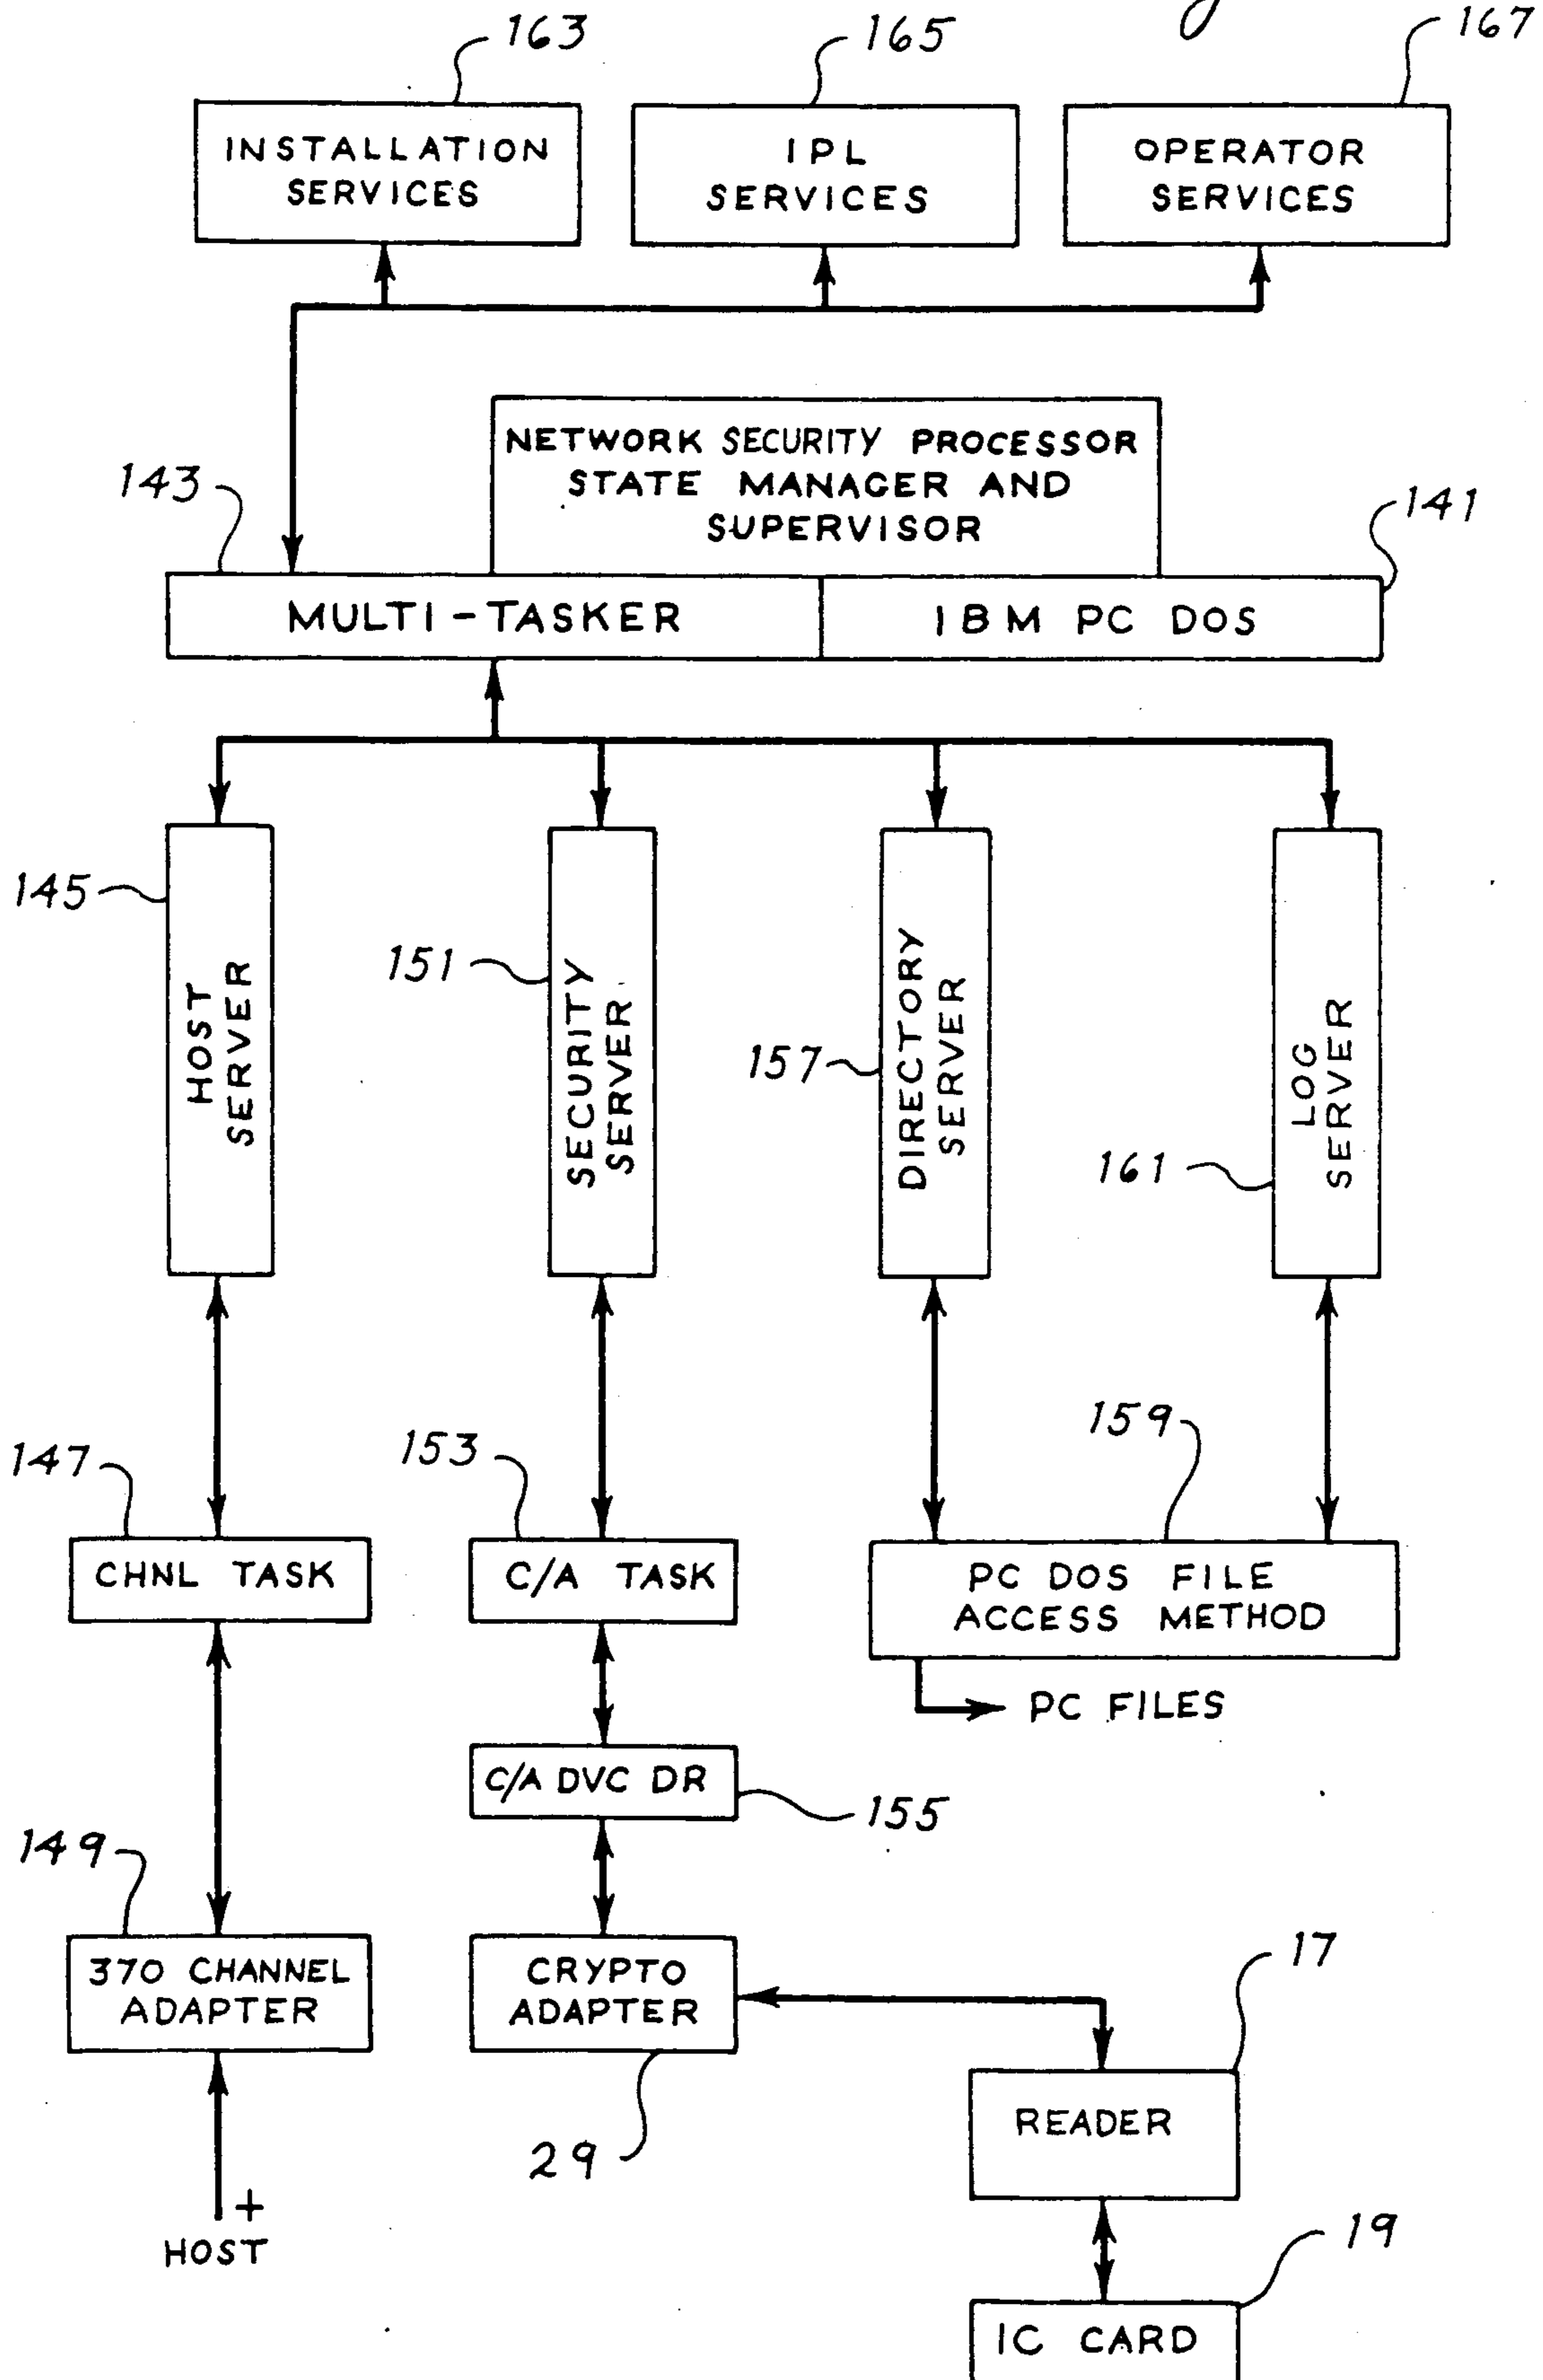 163
165
167
INSTALLATION
SERVICES
IPL
SERVICES
OPERATOR
SERVICES
NETWORK SECURITY PROCESSOR
STATE MANAGER AND
SUPERVISOR
143
141
MULTI-TASKER
IBM PC DOS
145
HOST
SERVER
151
SECURITY
SERVER
157
DIRECTORY
SERVER
161
LOG
SERVER
147
153
159
CHNL TASK
C/A TASK
PC DOS FILE
ACCESS METHOD
PC FILES
C/A DVC DR
155
149
370 CHANNEL
ADAPTER
CRYPTO
ADAPTER
17
READER
29
+
HOST
19
IC CARD